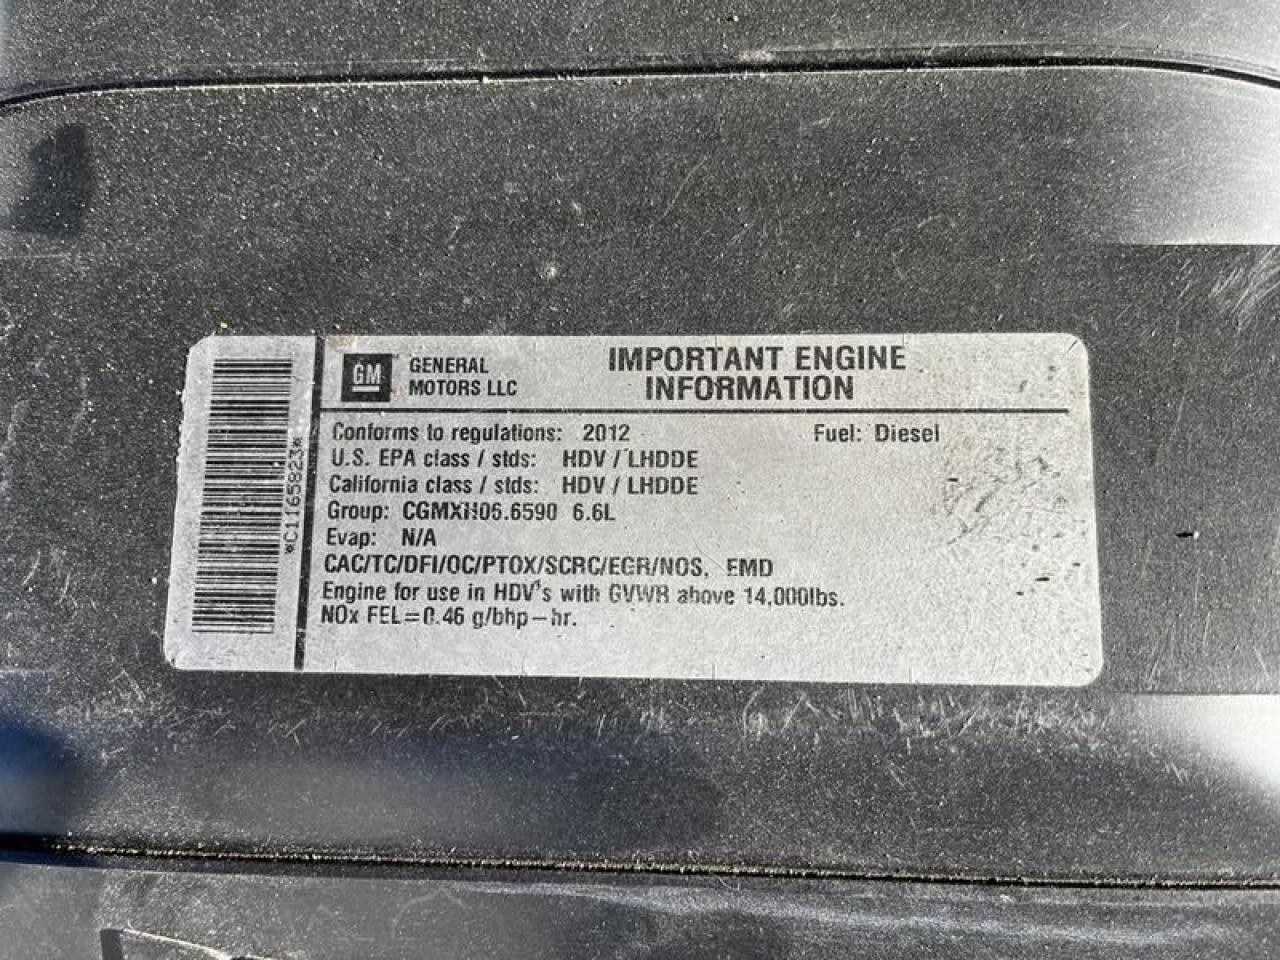 GM GENERAL MOTORS LLC
IMPORTANT ENGINE
INFORMATION
Conforms to regulations: 2012 Fuel: Diesel
U.S. EPA class / stds: HDV / LHDDE
California class / stds: HDV / LHDDE
Group: CGMXH06.6590 6.6L
Evap: N/A
CAC/TC/DFI/OC/PTOX/SCRC/EGR/NOS, EMD
Engine for use in HDV's with GVWR above 14,000lbs.
NOx FEL=0.46 g/bhp-hr.
*C1165823*